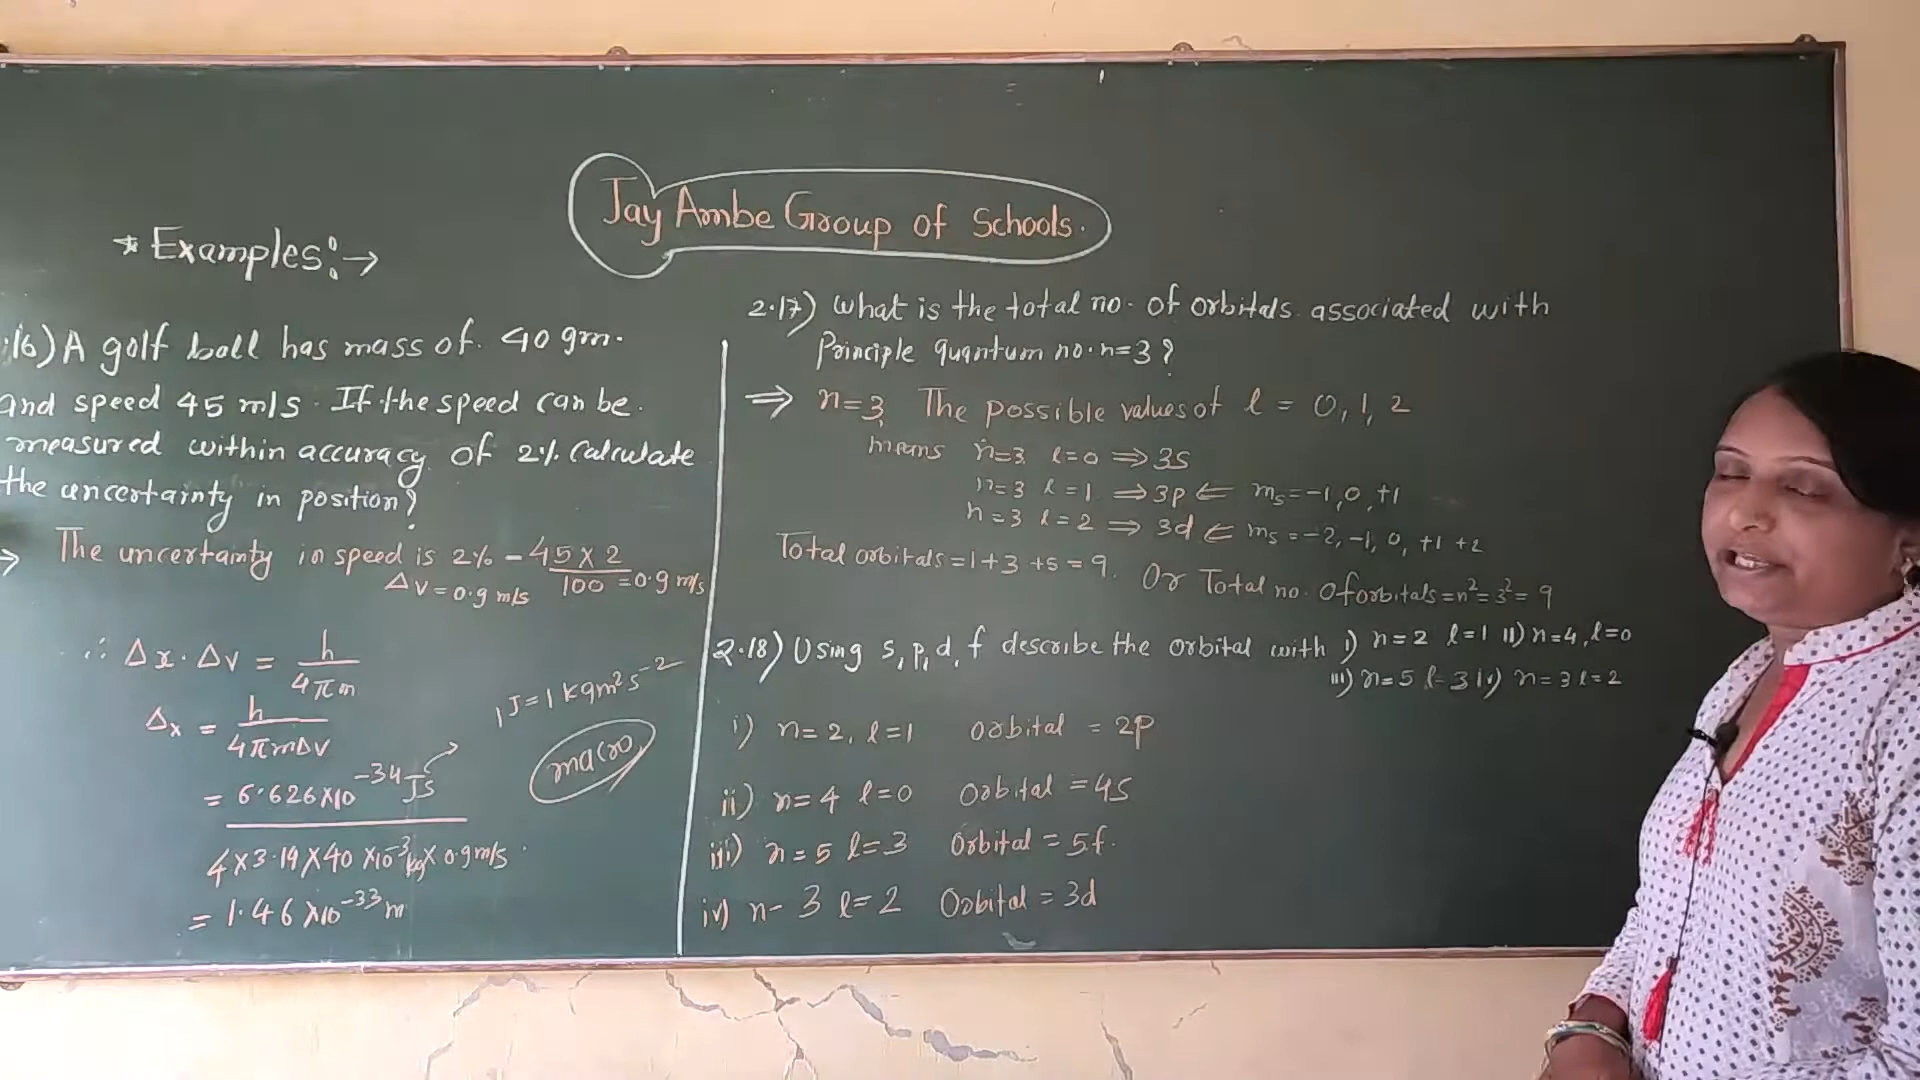 Jay Ambe Group of Schools.
* Examples:→
:16) A golf ball has mass of. 40 gm.
and speed 45 m/s. If the speed can be.
measured within accuracy of 2% Calculate
the uncertainty in position?
⇒ The uncertainty in speed is 2% - 45 × 2 / 100 = 0.9 m/s
ΔV = 0.9 m/s
∴ Δx · ΔV = h / 4πm
Δx = h / 4πmΔV
= 6.626×10⁻³⁴ Js
4×3.14×40×10⁻³kg×0.9m/s.
= 1.46×10⁻³³ m
1J = 1 kgm²s⁻²
macro
2.17) What is the total no. of orbitals associated with
Principle quantum no. n=3?
⇒ n=3, The possible values of l = 0, 1, 2
means n=3 l=0 ⇒ 3s
n=3 l=1 ⇒ 3p ⇐ ms = -1, 0, +1
n=3 l=2 ⇒ 3d ⇐ ms = -2, -1, 0, +1 +2
Total orbitals = 1+3+5 = 9. Or Total no. Of orbitals = n² = 3² = 9
2.18) Using s, p, d, f describe the orbital with i) n=2 l=1 ii) n=4, l=0
iii) n=5 l=3 iv) n=3 l=2
i) n=2, l=1 Orbital = 2p
ii) n=4 l=0 Orbital = 4s
iii) n=5 l=3 Orbital = 5f.
iv) n- 3 l=2 Orbital = 3d